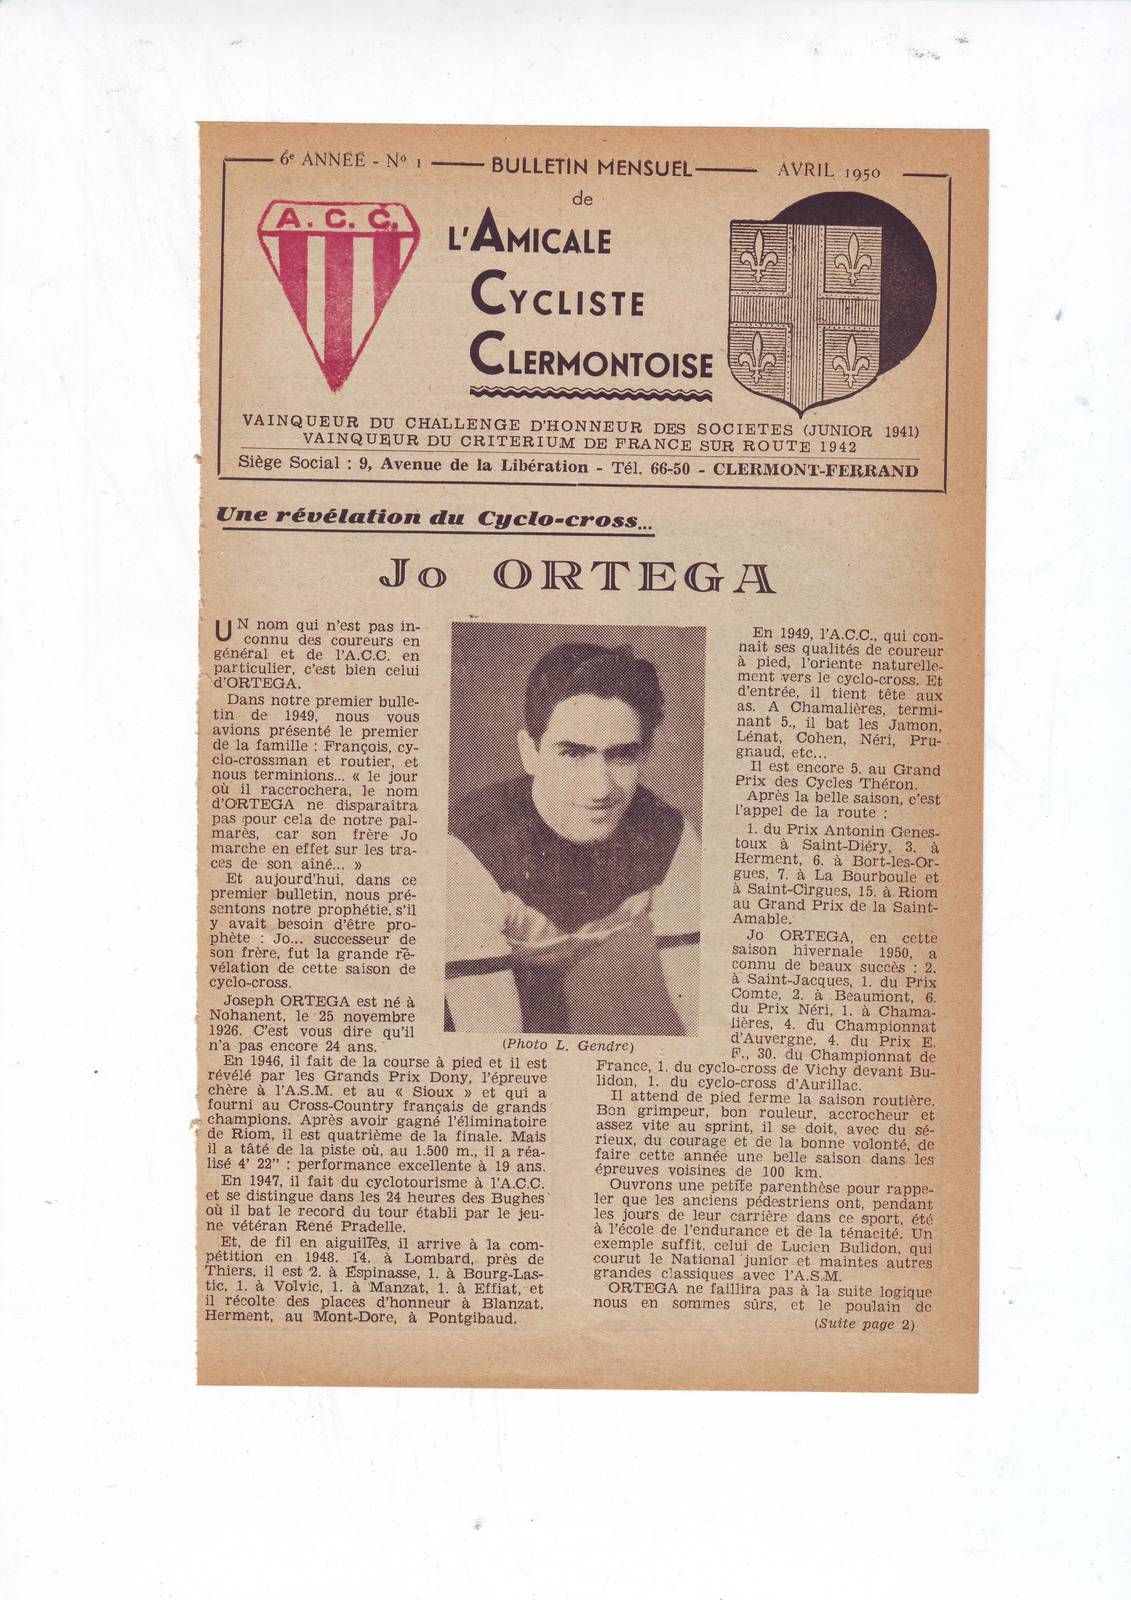 6e ANNÉE - No 1
BULLETIN MENSUEL
AVRIL 1950
de
A. C. C.
L'AMICALE
CYCLISTE
CLERMONTOISE
VAINQUEUR DU CHALLENGE D'HONNEUR DES SOCIETES (JUNIOR 1941)
VAINQUEUR DU CRITERIUM DE FRANCE SUR ROUTE 1942
Siège Social : 9, Avenue de la Libération - Tél. 66-50 - CLERMONT-FERRAND
Une révélation du Cyclo-cross...
Jo ORTEGA
UN nom qui n'est pas in-
connu des coureurs en
général et de l'A.C.C. en
particulier, c'est bien celui
d'ORTEGA.
Dans notre premier bulle-
tin de 1949, nous vous
avions présenté le premier
de la famille : François, cy-
clo-crossman et routier, et
nous terminions... « le jour
où il raccrochera, le nom
d'ORTEGA ne disparaitra
pas pour cela de notre pal-
marès, car son frère Jo
marche en effet sur les tra-
ces de son aîné... »
Et aujourd'hui, dans ce
premier bulletin, nous pré-
sentons notre prophétie, s'il
y avait besoin d'être pro-
phète : Jo... successeur de
son frère, fut la grande ré-
vélation de cette saison de
cyclo-cross.
Joseph ORTEGA est né à
Nohanent, le 25 novembre
1926. C'est vous dire qu'il
n'a pas encore 24 ans.
En 1946, il fait de la course à pied et il est
révélé par les Grands Prix Dony, l'épreuve
chère à l'A.S.M. et au « Sioux » et qui a
fourni au Cross-Country français de grands
champions. Après avoir gagné l'éliminatoire
de Riom, il est quatrième de la finale. Mais
il a tâté de la piste où, au 1.500 m., il a réa-
lisé 4' 22" : performance excellente à 19 ans.
En 1947, il fait du cyclotourisme à l'A.C.C.
et se distingue dans les 24 heures des Bughes
où il bat le record du tour établi par le jeu-
ne vétéran René Pradelle.
Et, de fil en aiguilles, il arrive à la com-
pétition en 1948. 14. à Lombard, près de
Thiers, il est 2. à Espinasse, 1. à Bourg-Las-
tic, 1. à Volvic, 1. à Manzat, 1. à Effiat, et
il récolte des places d'honneur à Blanzat,
Herment, au Mont-Dore, à Pontgibaud.
(Photo L. Gendre)
En 1949, l'A.C.C., qui con-
naît ses qualités de coureur
à pied, l'oriente naturelle-
ment vers le cyclo-cross. Et
d'entrée, il tient tête aux
as. A Chamalières, termi-
nant 5., il bat les Jamon,
Lénat, Cohen, Néri, Pru-
gnaud, etc...
Il est encore 5. au Grand
Prix des Cycles Théron.
Après la belle saison, c'est
l'appel de la route :
1. du Prix Antonin Genes-
toux à Saint-Diéry, 3. à
Herment, 6. à Bort-les-Or-
gues, 7. à La Bourboule et
à Saint-Cirgues, 15. à Riom
au Grand Prix de la Saint-
Amable.
Jo ORTEGA, en cette
saison hivernale 1950, a
connu de beaux succès : 2.
à Saint-Jacques, 1. du Prix
Comte, 2. à Beaumont, 6.
du Prix Néri, 1. à Chama-
lières, 4. du Championnat
d'Auvergne, 4. du Prix E.
F., 30. du Championnat de
France, 1. du cyclo-cross de Vichy devant Bu-
lidon, 1. du cyclo-cross d'Aurillac.
Il attend de pied ferme la saison routière.
Bon grimpeur, bon rouleur, accrocheur et
assez vite au sprint, il se doit, avec du sé-
rieux, du courage et de la bonne volonté, de
faire cette année une belle saison dans les
épreuves voisines de 100 km.
Ouvrons une petite parenthèse pour rappe-
ler que les anciens pédestriens ont, pendant
les jours de leur carrière dans ce sport, été
à l'école de l'endurance et de la ténacité. Un
exemple suffit, celui de Lucien Bulidon, qui
courut le National junior et maintes autres
grandes classiques avec l'A.S.M.
ORTEGA ne faillira pas à la suite logique
nous en sommes sûrs, et le poulain de
(Suite page 2)